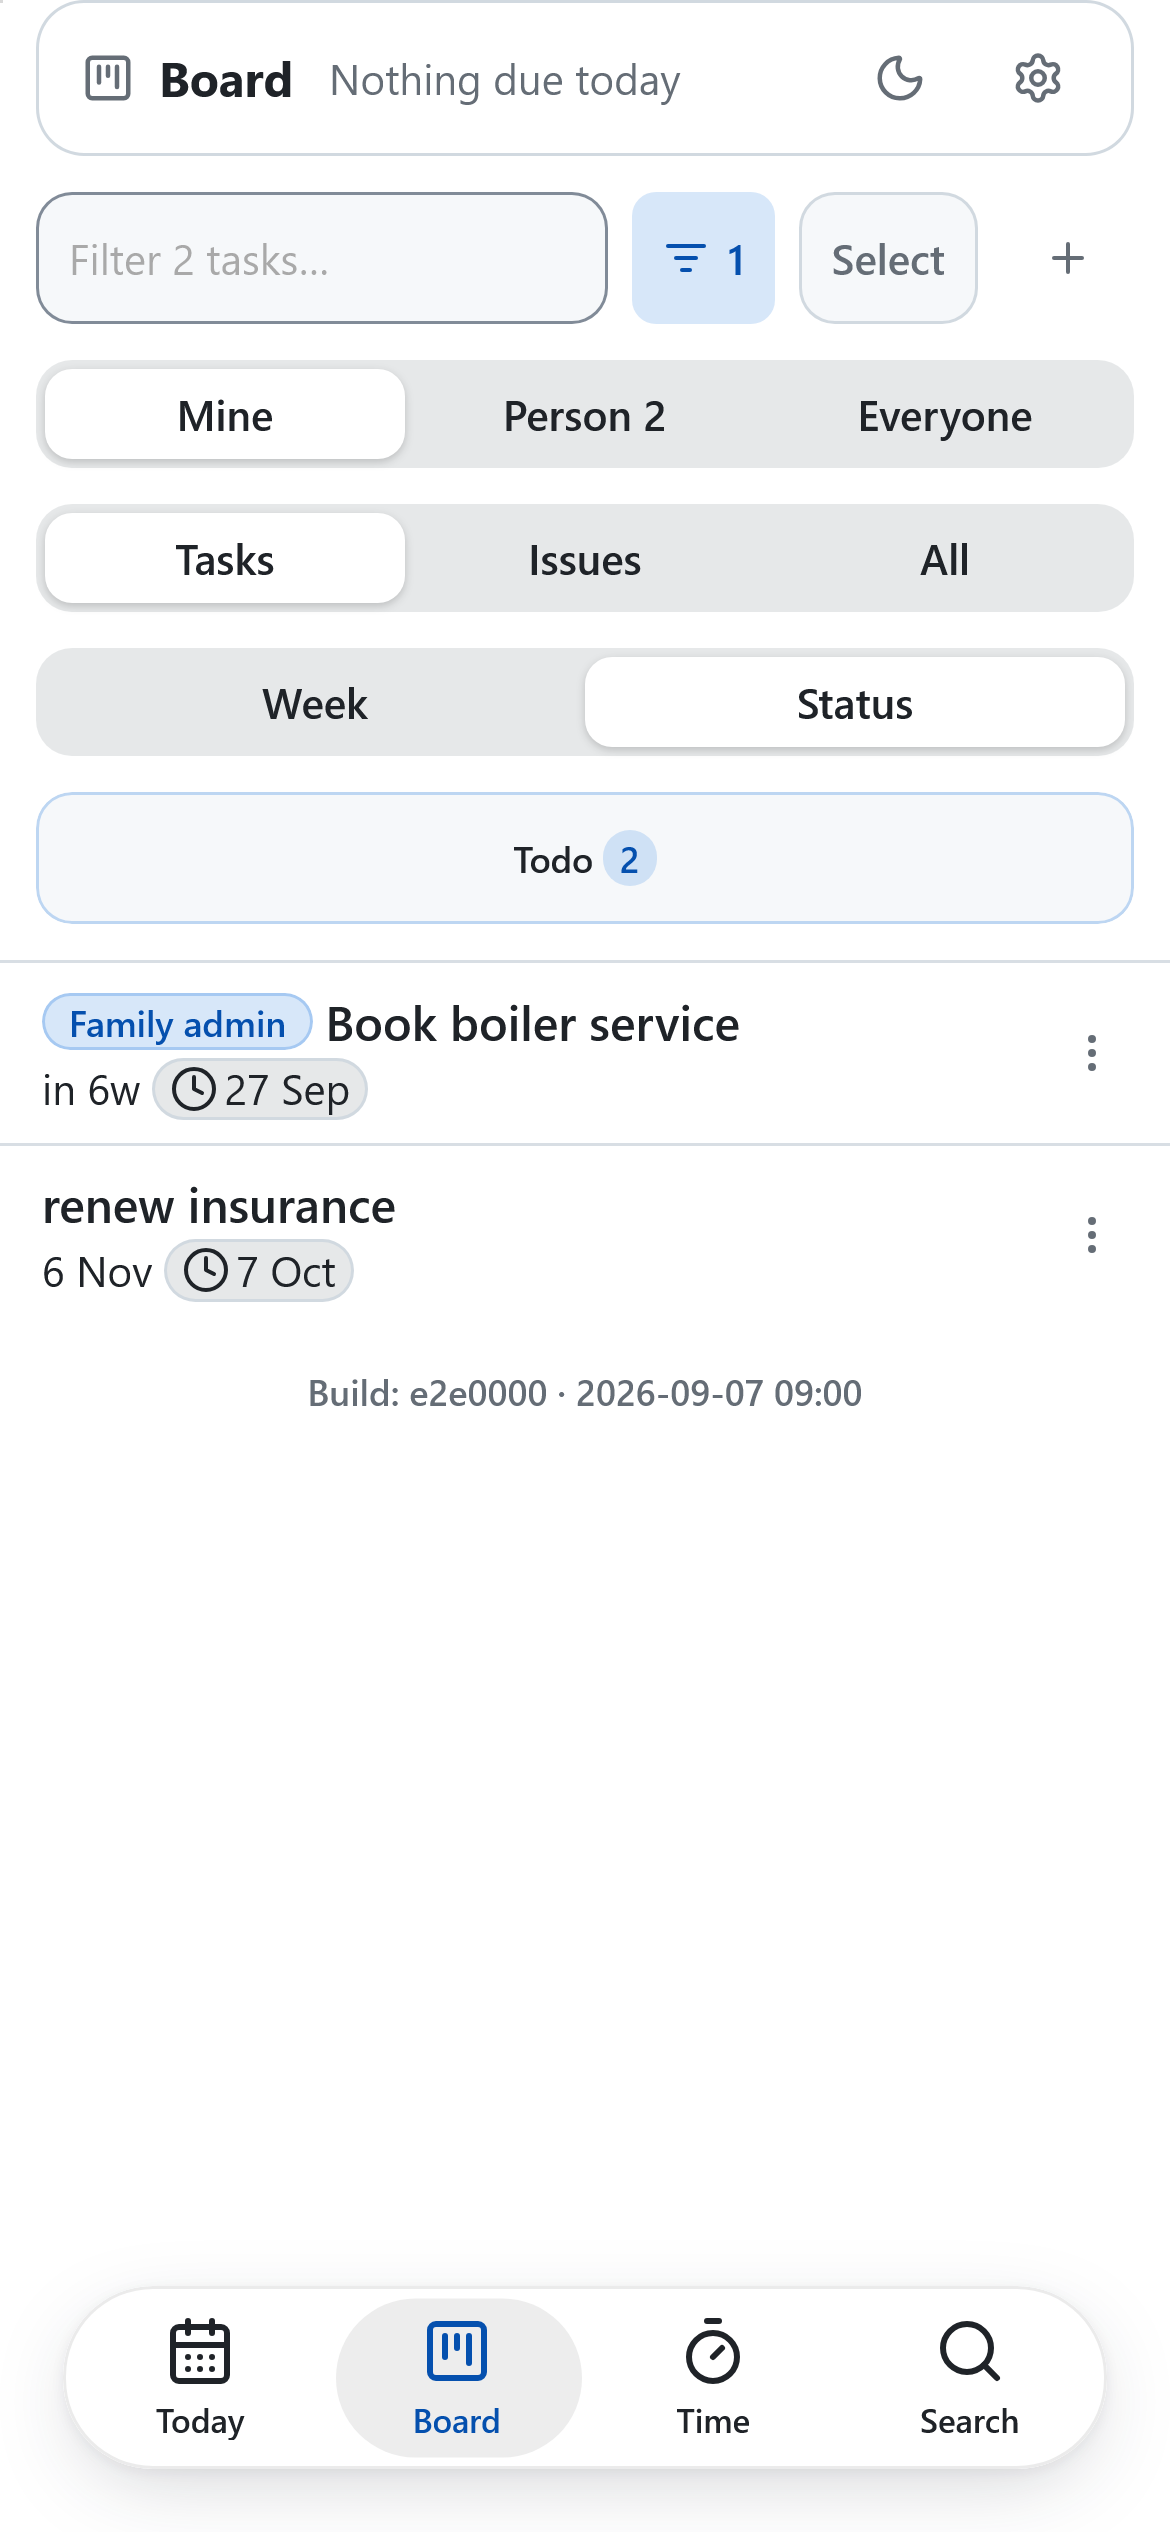 Board Nothing due today
Filter 2 tasks... 1 Select
Mine Person 2 Everyone
Tasks Issues All
Week Status
Todo 2
Family admin Book boiler service
in 6w 27 Sep
renew insurance
6 Nov 7 Oct
Build: e2e0000 · 2026-09-07 09:00
Today Board Time Search